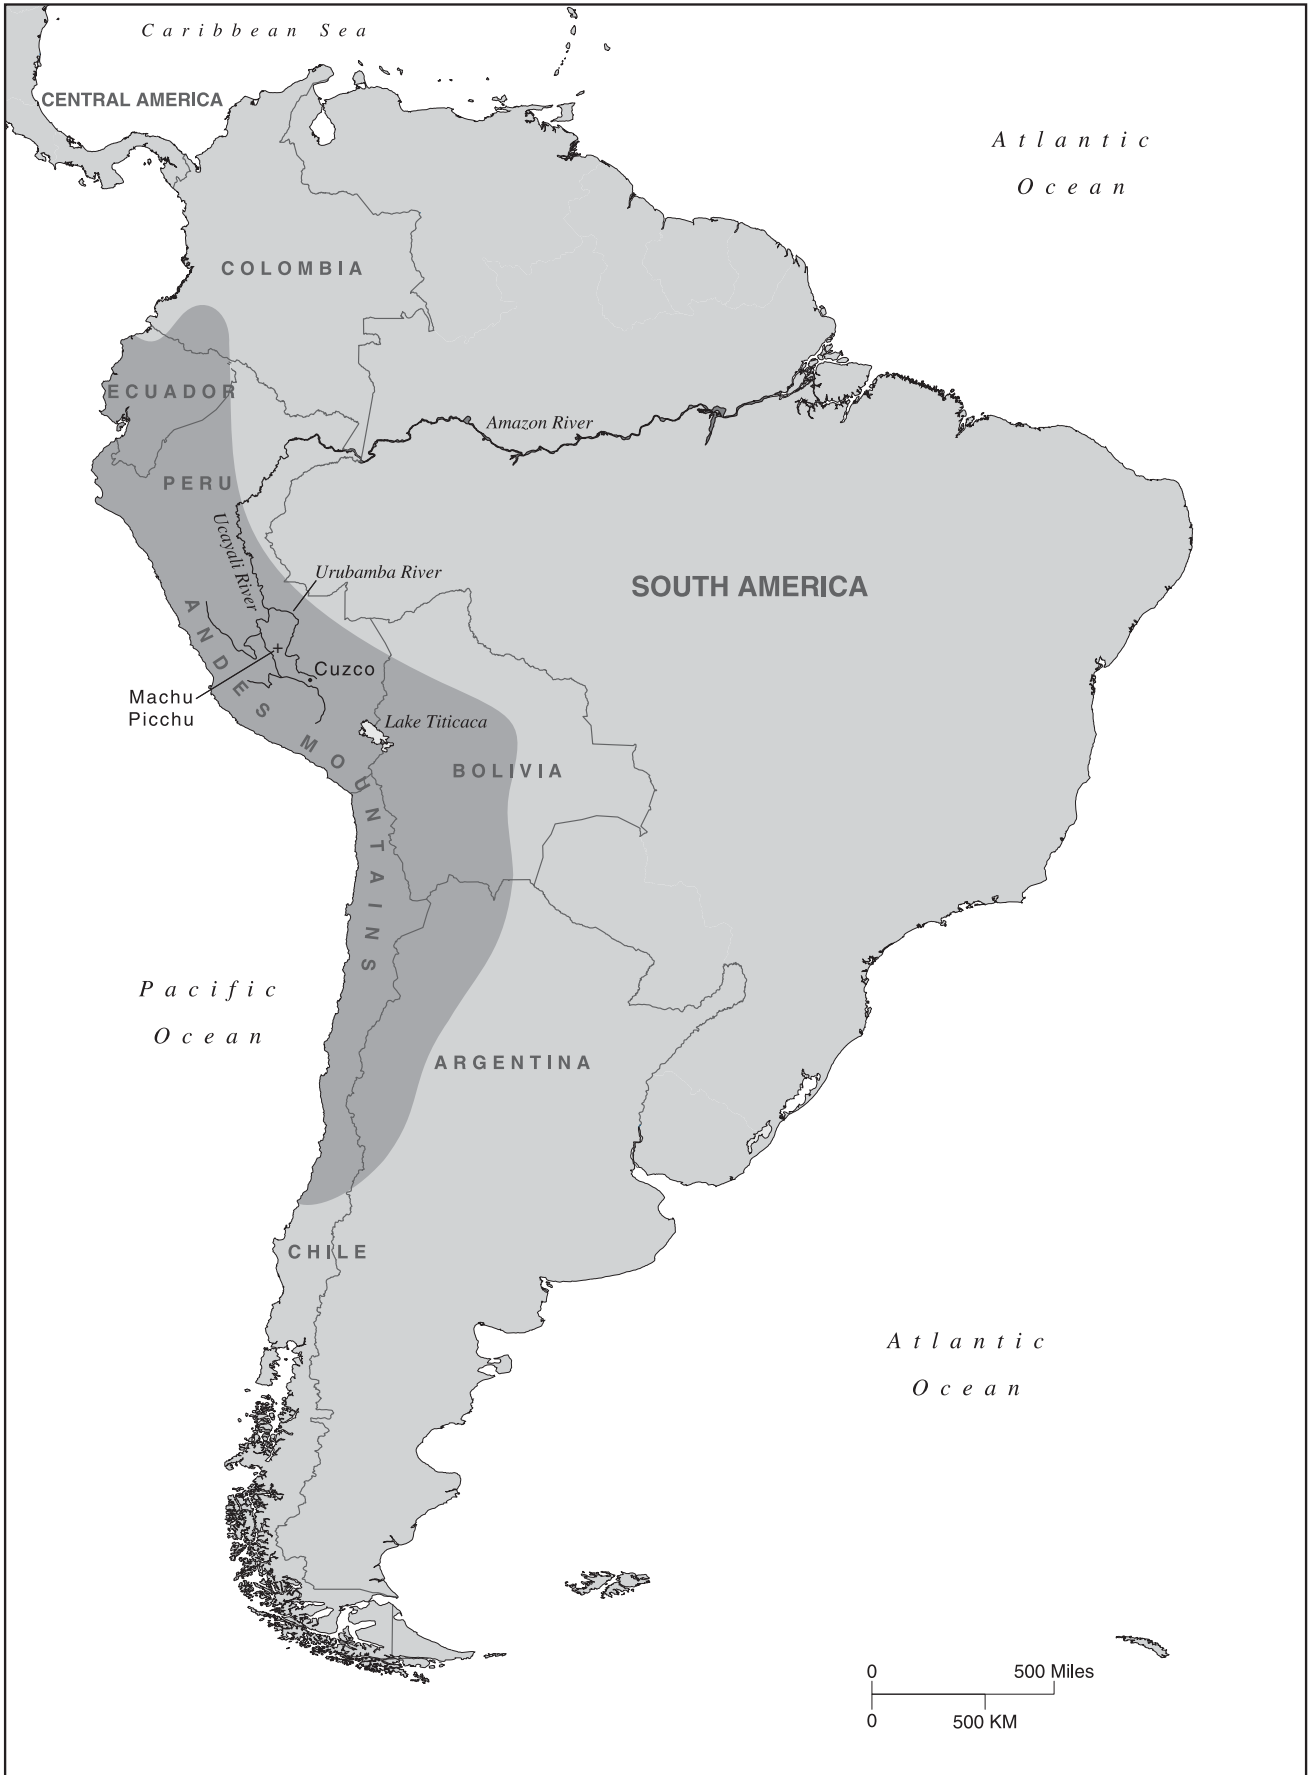 Caribbean Sea
CENTRAL AMERICA
Atlantic
Ocean
COLOMBIA
ECUADOR
Amazon River
PERU
Ucayali River
Urubamba River
SOUTH AMERICA
ANDES MOUNTAINS
Cuzco
Machu
Picchu
Lake Titicaca
BOLIVIA
Pacific
Ocean
ARGENTINA
CHILE
Atlantic
Ocean
0 500 Miles
0 500 KM